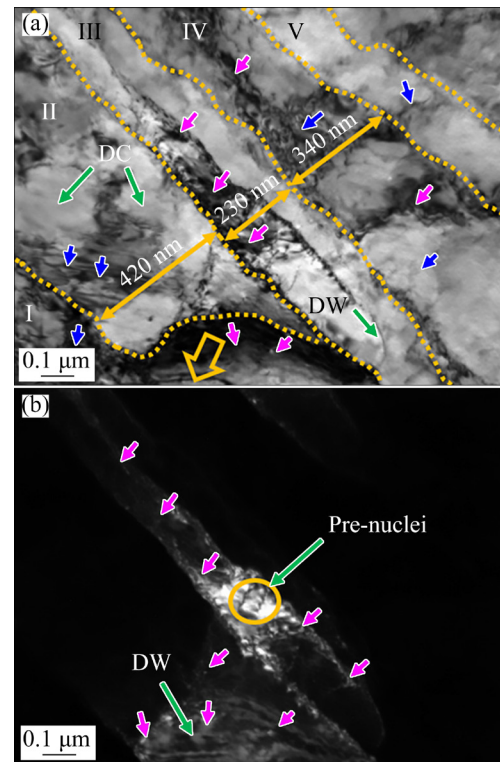 (a)
III
IV
V
II
DC
340 nm
230 nm
420 nm
I
DW
0.1 μm
(b)
Pre-nuclei
DW
0.1 μm